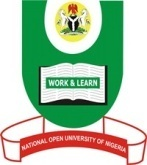 WORK & LEARN
NATIONAL OPEN UNIVERSITY OF NIGERIA